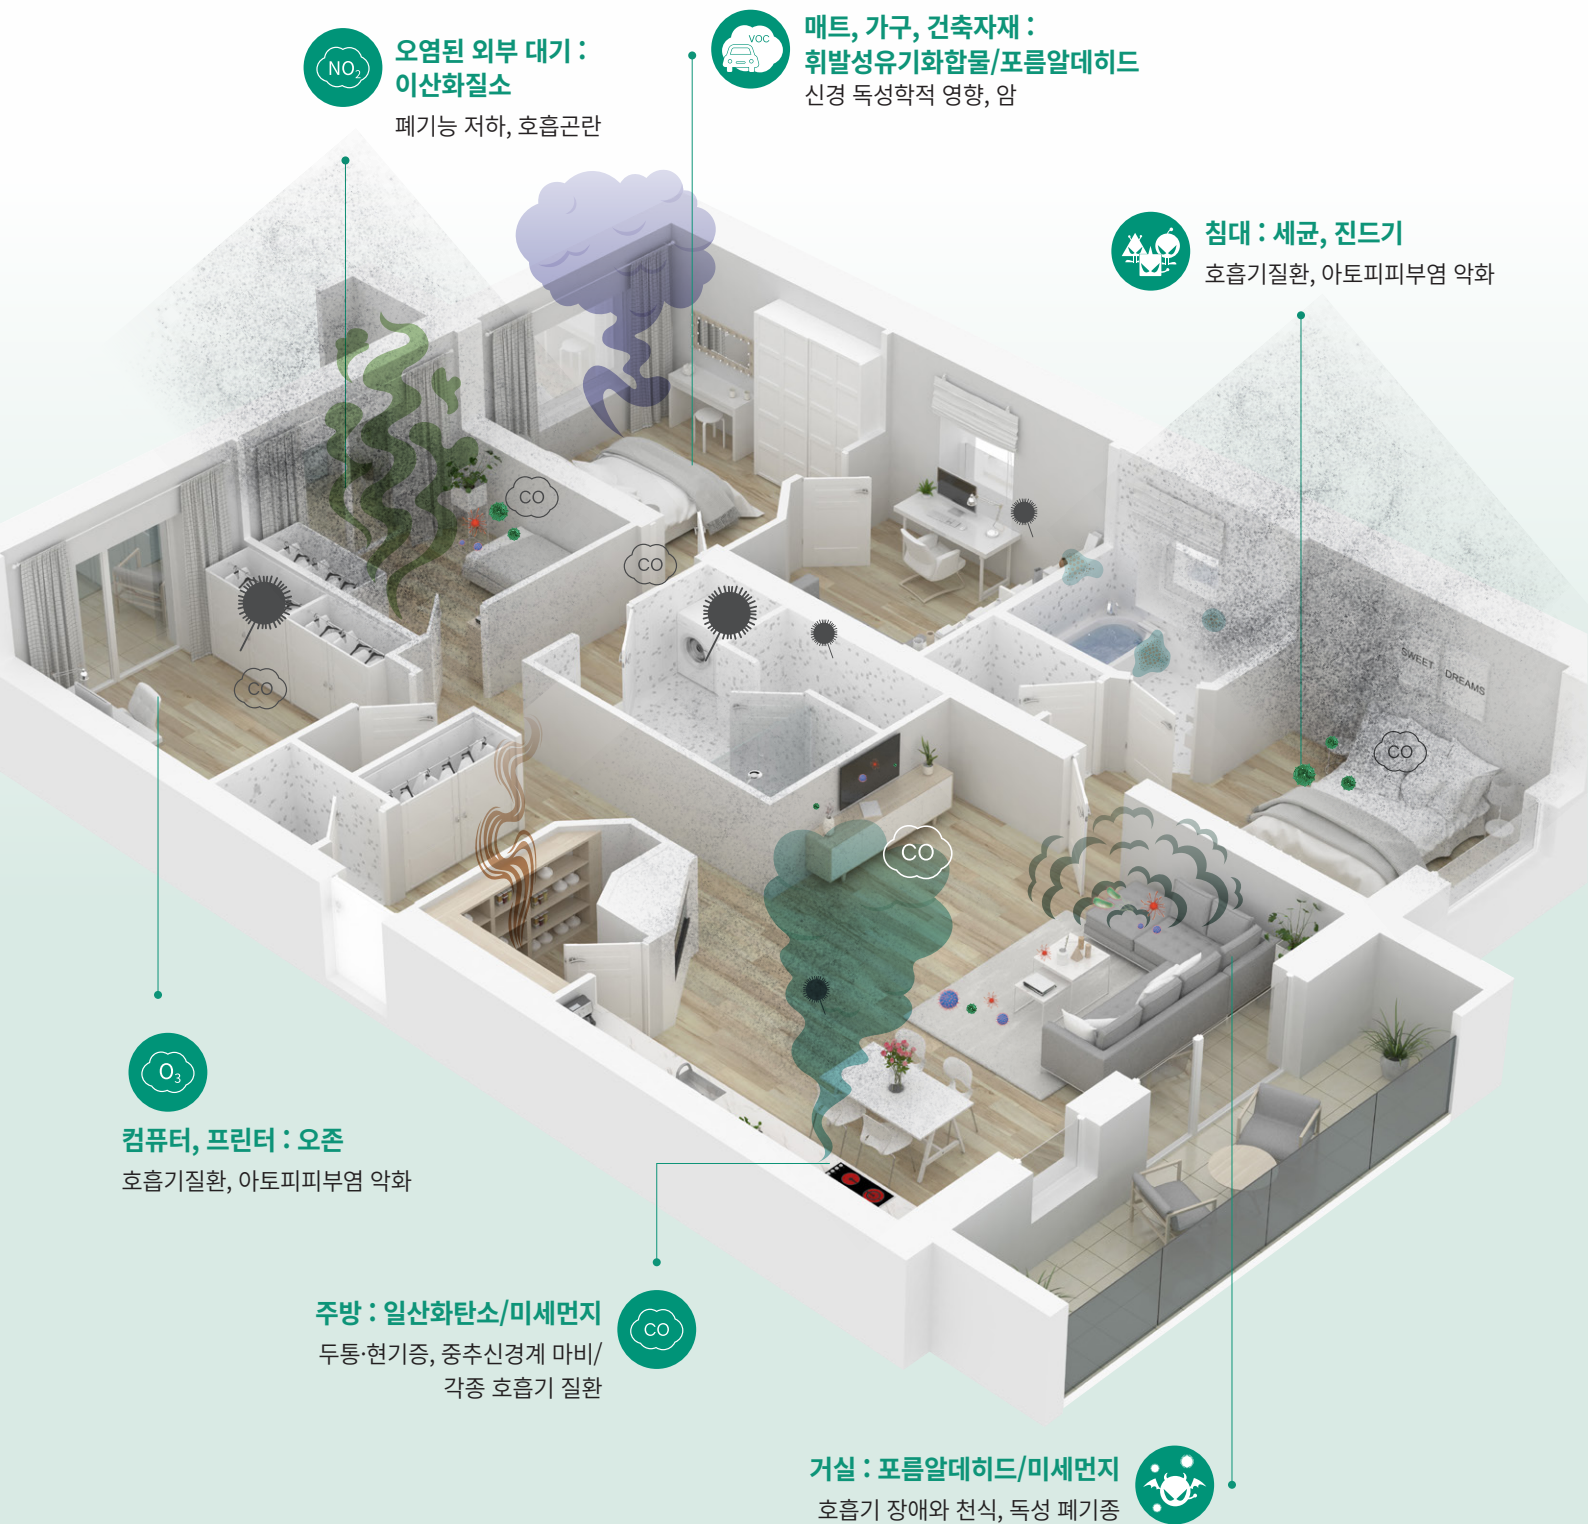 NO₂
오염된 외부 대기 :
이산화질소
폐기능 저하, 호흡곤란
VOC
매트, 가구, 건축자재 :
휘발성유기화합물/포름알데히드
신경 독성학적 영향, 암
침대 : 세균, 진드기
호흡기질환, 아토피피부염 악화
CO
CO
CO
SWEET
DREAMS
CO
CO
O₃
컴퓨터, 프린터 : 오존
호흡기질환, 아토피피부염 악화
주방 : 일산화탄소/미세먼지
두통·현기증, 중추신경계 마비/
각종 호흡기 질환
CO
거실 : 포름알데히드/미세먼지
호흡기 장애와 천식, 독성 폐기종